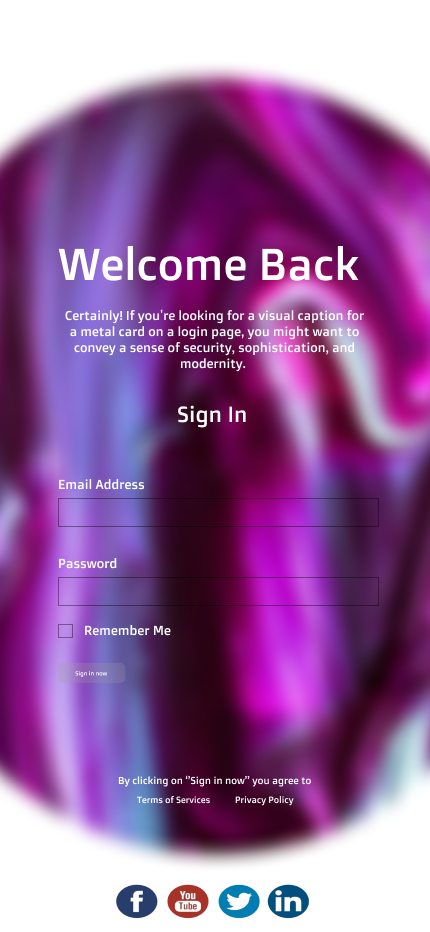 Welcome Back
Certainly! If you're looking for a visual caption for
a metal card on a login page, you might want to
convey a sense of security, sophistication, and
modernity.
Sign In
Email Address
Password
Remember Me
Sign in now
By clicking on "Sign in now" you agree to
Terms of Services Privacy Policy
f You Tube in